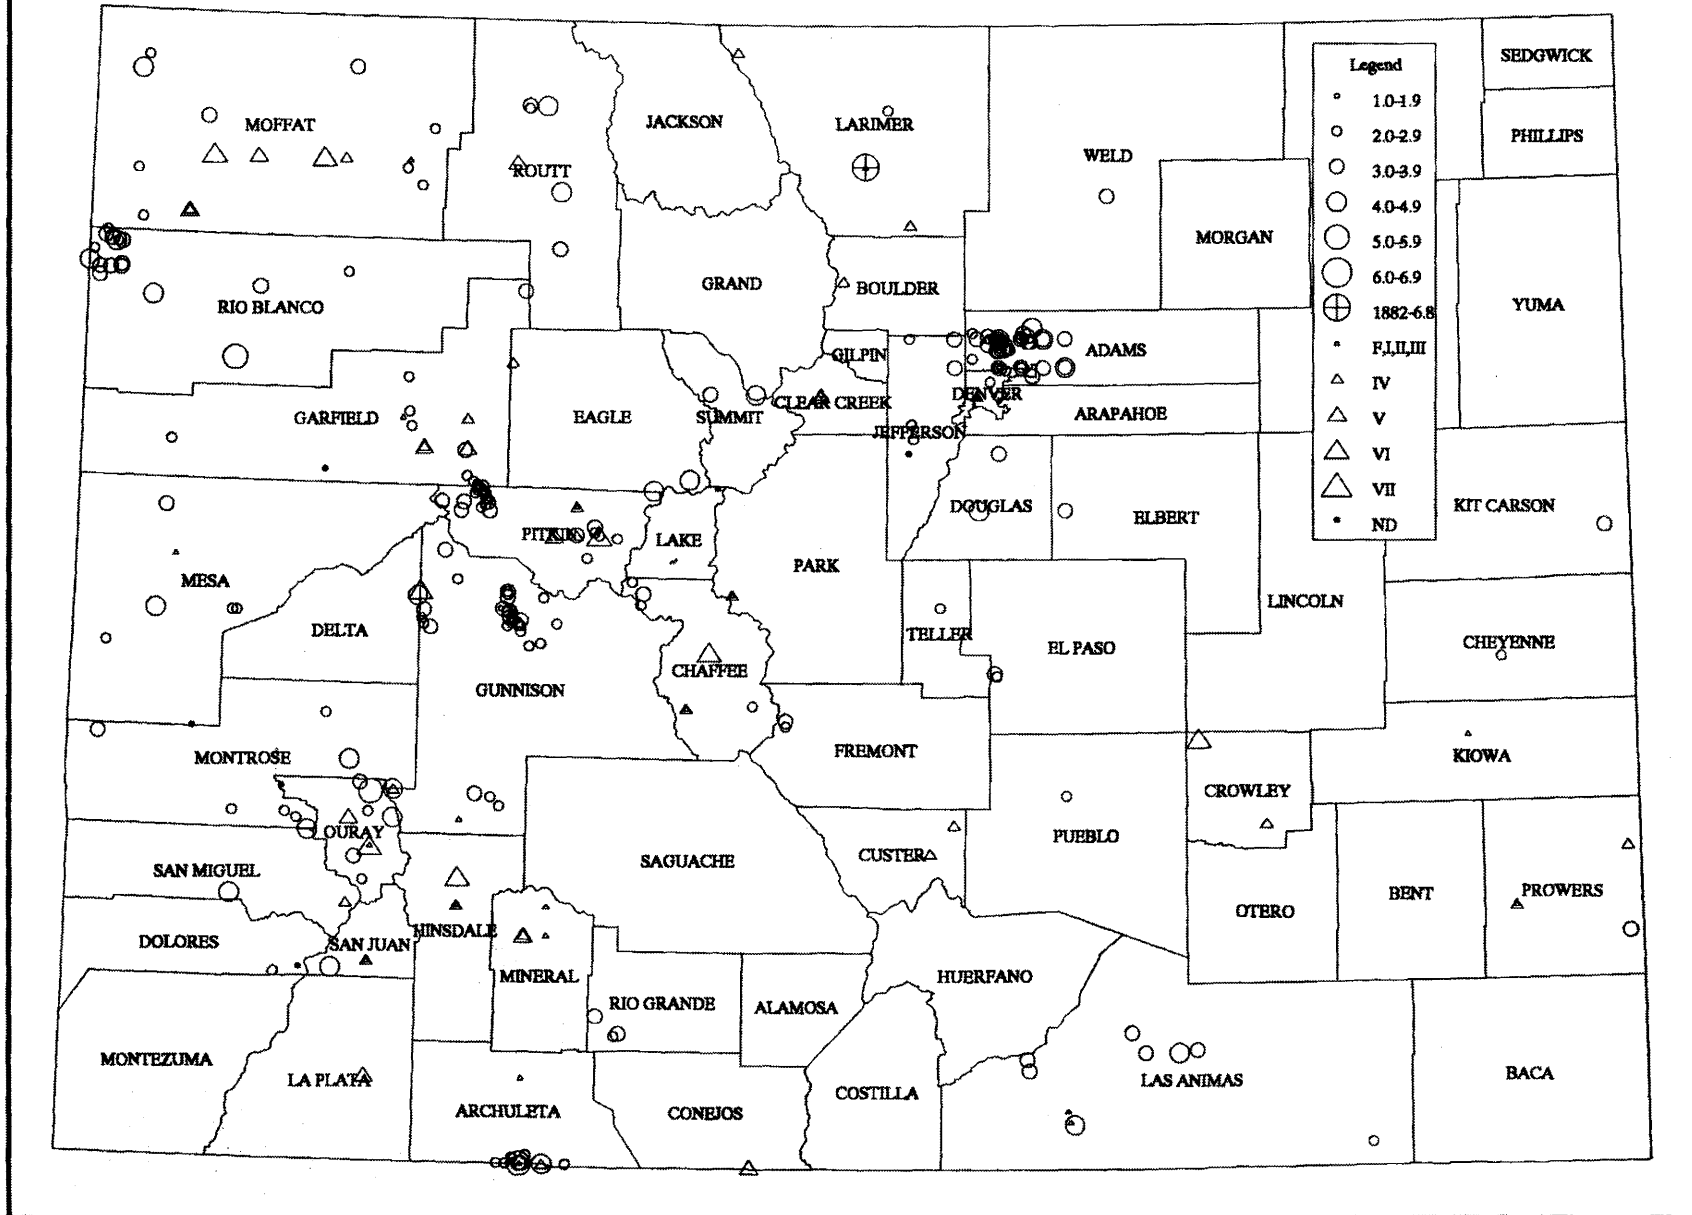 Legend
1.0-1.9
2.0-2.9
3.0-3.9
4.0-4.9
5.0-5.9
6.0-6.9
1882-6.8
F,I,II,III
IV
V
VI
VII
ND
SEDGWICK
MOFFAT
JACKSON
LARIMER
PHILLIPS
ROUTT
WELD
MORGAN
GRAND
BOULDER
RIO BLANCO
YUMA
GILPIN
ADAMS
DENVER
GARFIELD
EAGLE
SUMMIT
CLEAR CREEK
ARAPAHOE
JEFFERSON
DOUGLAS
ELBERT
KIT CARSON
PITKIN
LAKE
PARK
MESA
LINCOLN
DELTA
TELLER
EL PASO
CHEYENNE
GUNNISON
CHAFFEE
MONTROSE
FREMONT
KIOWA
CROWLEY
OURAY
PUEBLO
SAN MIGUEL
SAGUACHE
CUSTER
OTERO
BENT
PROWERS
DOLORES
SAN JUAN
HINSDALE
MINERAL
RIO GRANDE
ALAMOSA
HUERFANO
MONTEZUMA
LA PLATA
ARCHULETA
CONEJOS
COSTILLA
LAS ANIMAS
BACA